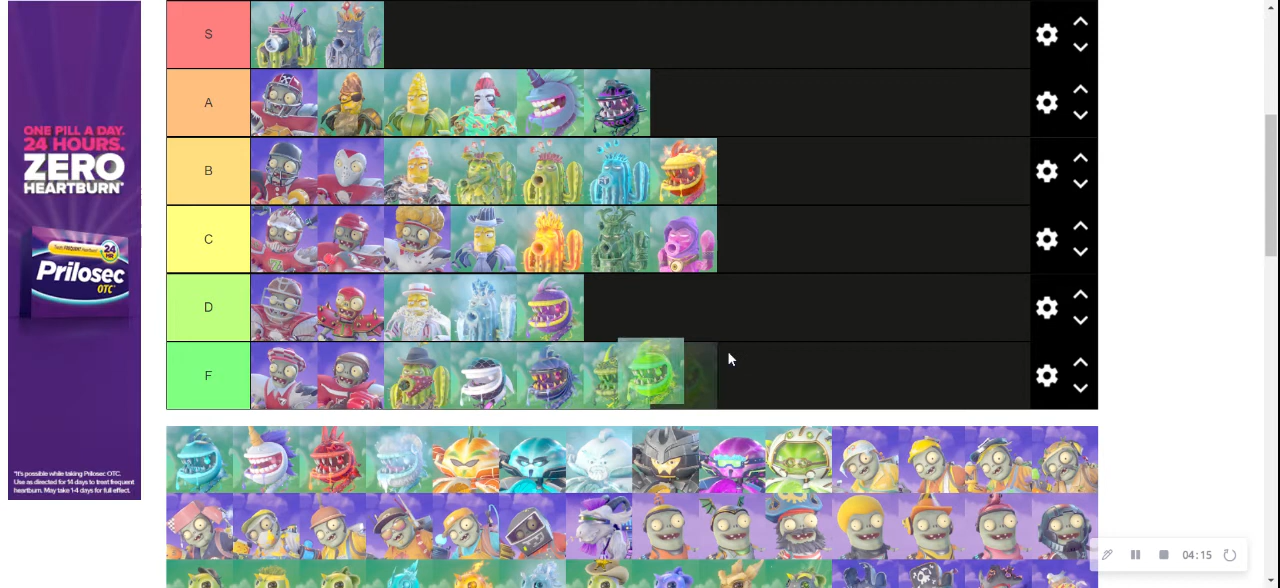 ONE PILL A DAY.
24 HOURS.
ZERO
HEARTBURN*
24
HR
Prilosec
OTC
*It's possible while taking Prilosec OTC.
Use as directed for 14 days to treat frequent
heartburn. May take 1-4 days for full effect.
S
A
B
C
D
F
04:15